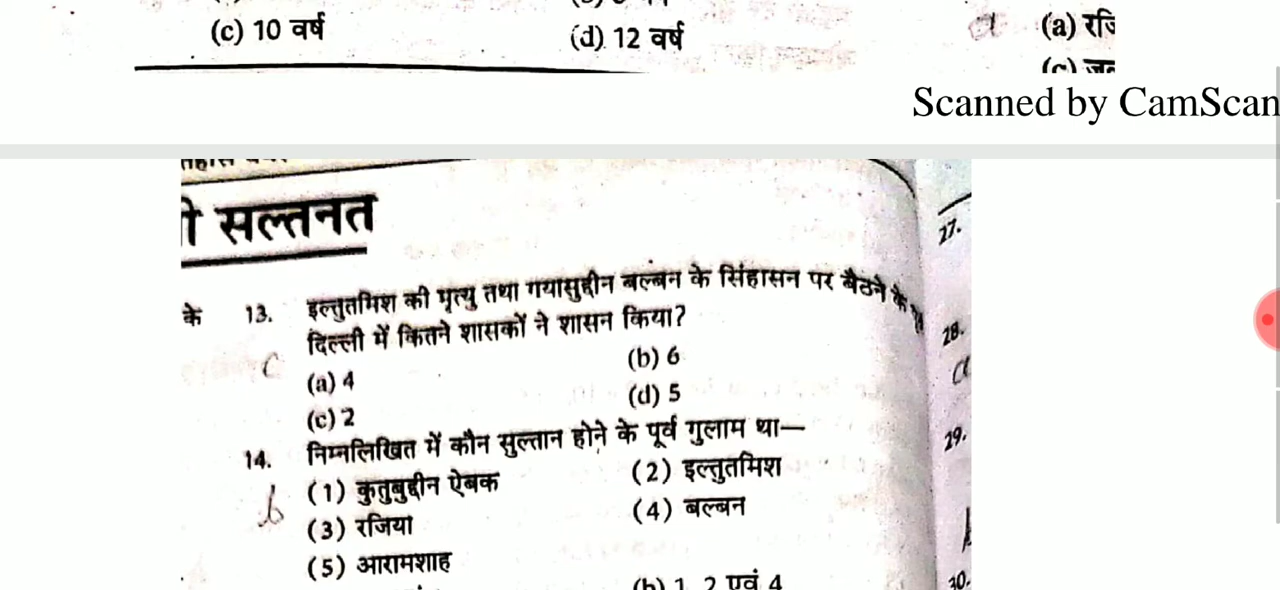 (c) 10 वर्ष
(d) 12 वर्ष
a (a)
(c)
Scanned by CamScan
सल्तनत
27.
के 13. इल्तुतमिश की मृत्यु तथा गयासुद्दीन बल्बन के सिंहासन पर बैठने के
दिल्ली में कितने शासकों ने शासन किया?
28.
c (a) 4
(b) 6
(c) 2
(d) 5
14. निम्नलिखित में कौन सुल्तान होने के पूर्व गुलाम था—
29.
b (1) कुतुबुद्दीन ऐबक
(2) इल्तुतमिश
(3) रजिया
(4) बल्बन
(5) आरामशाह
(b) 1, 2 एवं 4
30.